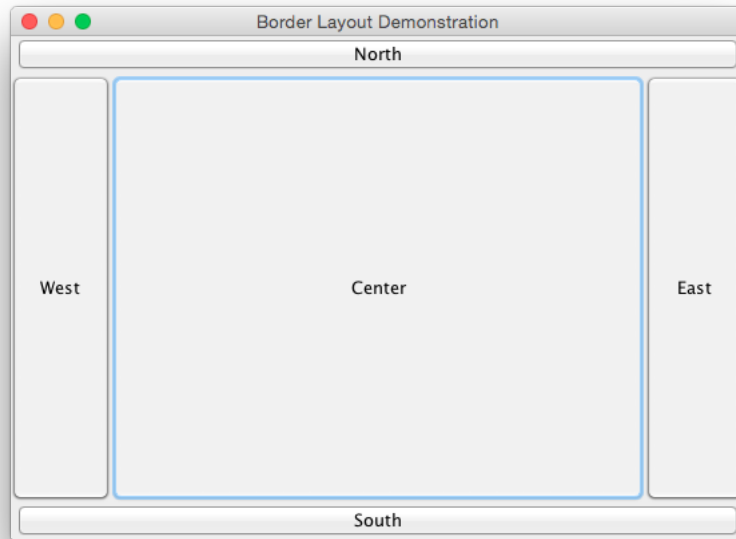 Border Layout Demonstration
North
West
Center
East
South